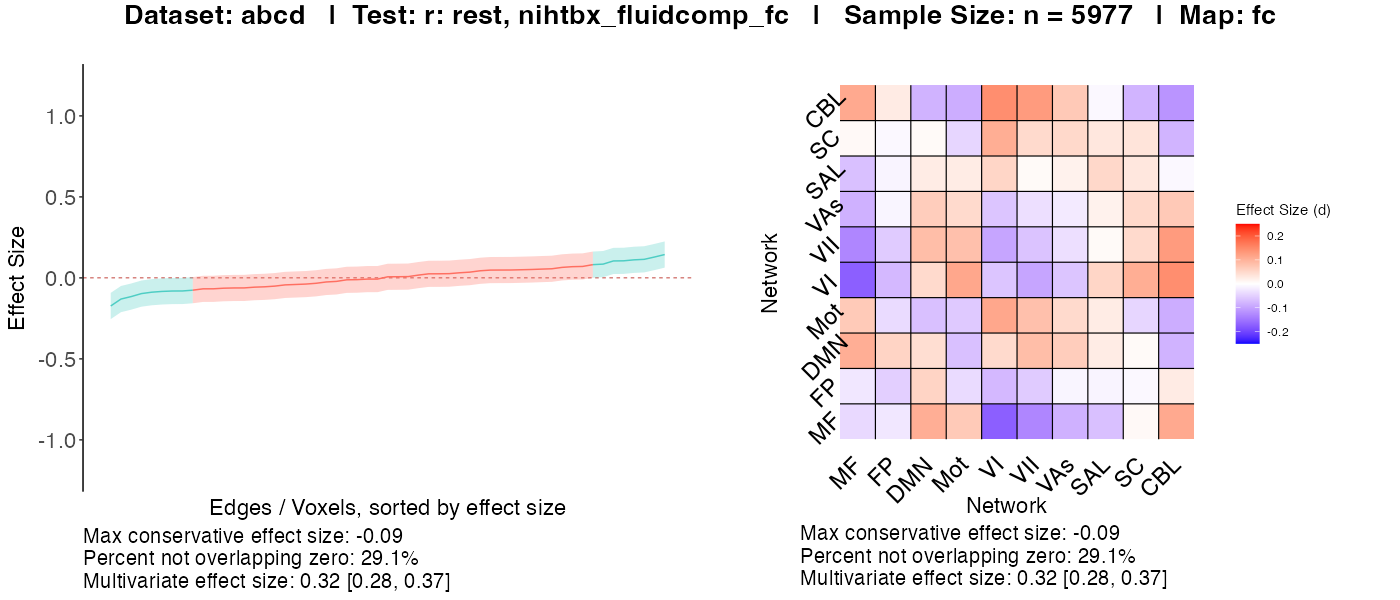 Dataset: abcd | Test: r: rest, nihtbx_fluidcomp_fc | Sample Size: n = 5977 | Map: fc
Effect Size
1.0
0.5
0.0
-0.5
-1.0
Edges / Voxels, sorted by effect size
Max conservative effect size: -0.09
Percent not overlapping zero: 29.1%
Multivariate effect size: 0.32 [0.28, 0.37]
Network
CBL
SC
SAL
VAs
VII
VI
Mot
DMN
FP
MF
MF FP DMN Mot VI VII VAs SAL SC CBL
Network
Max conservative effect size: -0.09
Percent not overlapping zero: 29.1%
Multivariate effect size: 0.32 [0.28, 0.37]
Effect Size (d)
0.2
0.1
0.0
-0.1
-0.2